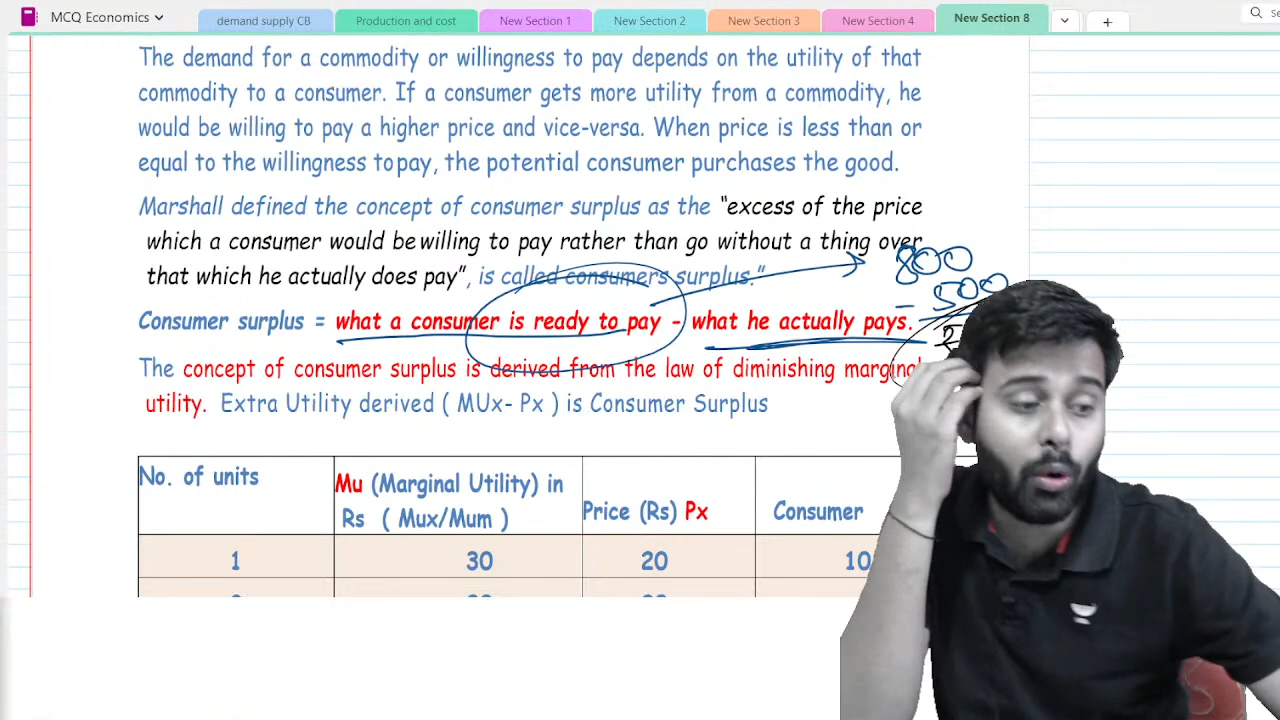 MCQ Economics
demand supply CB
Production and cost
New Section 1
New Section 2
New Section 3
New Section 4
New Section 8
The demand for a commodity or willingness to pay depends on the utility of that
commodity to a consumer. If a consumer gets more utility from a commodity, he
would be willing to pay a higher price and vice-versa. When price is less than or
equal to the willingness to pay, the potential consumer purchases the good.
Marshall defined the concept of consumer surplus as the “excess of the price
which a consumer would be willing to pay rather than go without a thing over
that which he actually does pay”, is called consumers surplus.”
800
- 500
Consumer surplus = what a consumer is ready to pay - what he actually pays.
The concept of consumer surplus is derived from the law of diminishing marginal
utility. Extra Utility derived ( MUx- Px ) is Consumer Surplus
No. of units
Mu (Marginal Utility) in
Rs ( Mux/Mum )
Price (Rs) Px
Consumer
1 30 20 10